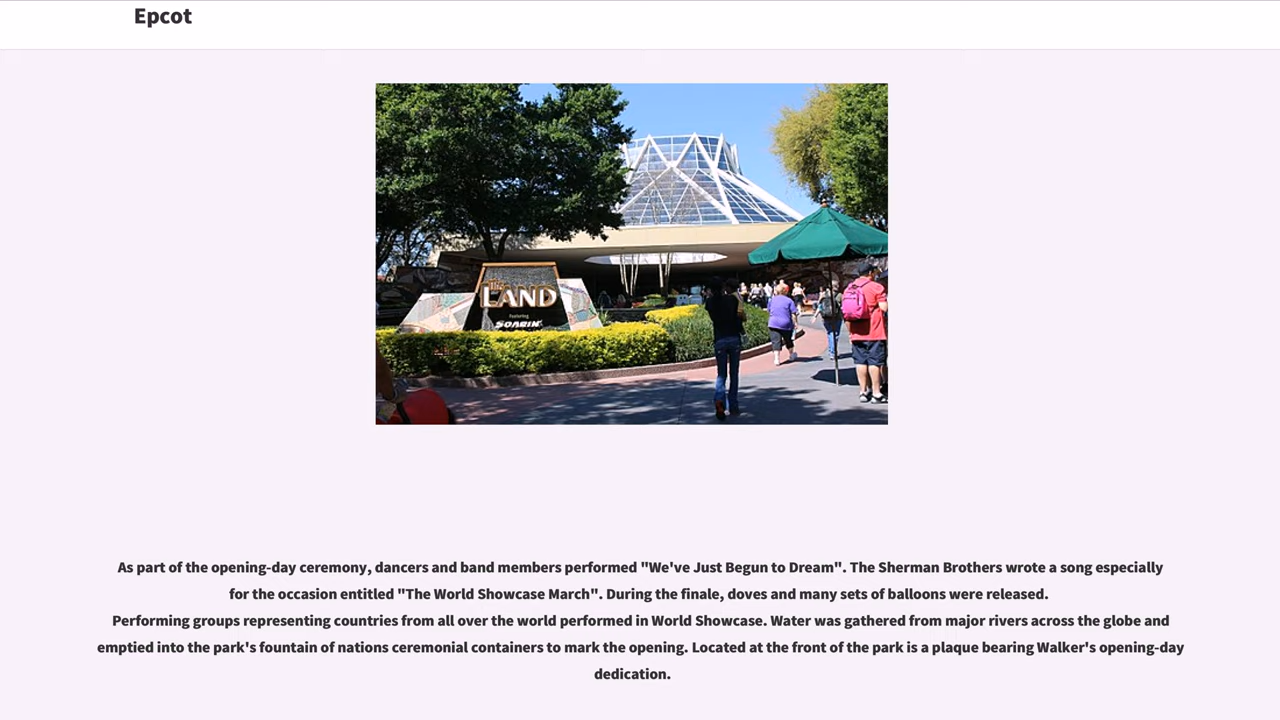 Epcot
The
LAND
Featuring
SOARIN'
As part of the opening-day ceremony, dancers and band members performed "We've Just Begun to Dream". The Sherman Brothers wrote a song especially
for the occasion entitled "The World Showcase March". During the finale, doves and many sets of balloons were released.
Performing groups representing countries from all over the world performed in World Showcase. Water was gathered from major rivers across the globe and
emptied into the park's fountain of nations ceremonial containers to mark the opening. Located at the front of the park is a plaque bearing Walker's opening-day
dedication.